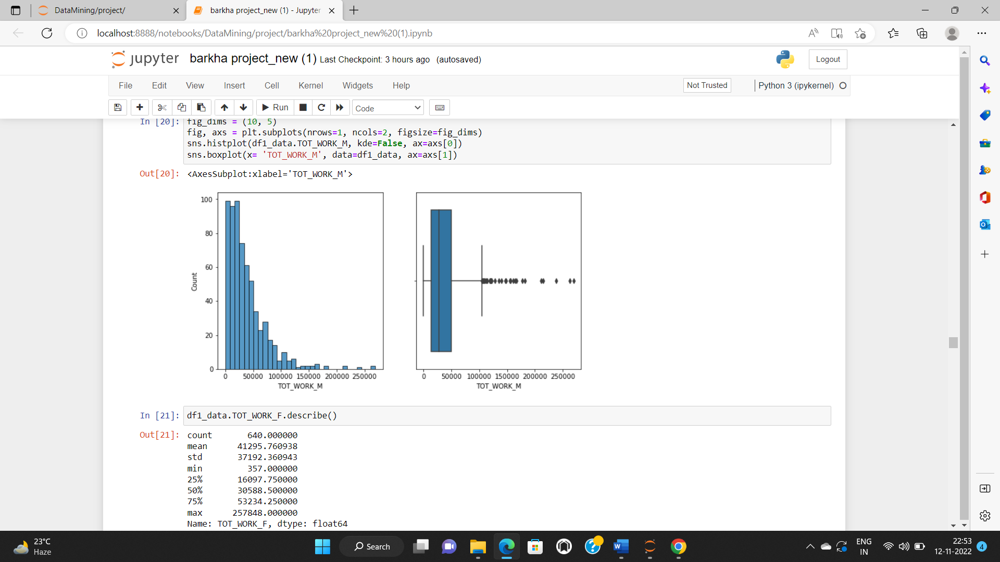 DataMining/project/
barkha project_new (1) - Jupyter
localhost:8888/notebooks/DataMining/project/barkha%20project_new%20(1).ipynb
jupyter barkha project_new (1) Last Checkpoint: 3 hours ago (autosaved)
Logout
File Edit View Insert Cell Kernel Widgets Help
Not Trusted
Python 3 (ipykernel)
Run
Code
In [20]: fig_dims = (10, 5)
fig, axs = plt.subplots(nrows=1, ncols=2, figsize=fig_dims)
sns.histplot(df1_data.TOT_WORK_M, kde=False, ax=axs[0])
sns.boxplot(x= 'TOT_WORK_M', data=df1_data, ax=axs[1])
Out[20]: <AxesSubplot:xlabel='TOT_WORK_M'>
100
80
60
40
20
0
Count
0 50000 100000 150000 200000 250000
TOT_WORK_M
0 50000 100000 150000 200000 250000
TOT_WORK_M
In [21]: df1_data.TOT_WORK_F.describe()
Out[21]: count 640.000000
mean 41295.760938
std 37192.360943
min 357.000000
25% 16097.750000
50% 30588.500000
75% 53234.250000
max 257848.000000
Name: TOT_WORK_F, dtype: float64
23°C
Haze
Search
ENG
IN
22:53
12-11-2022
4